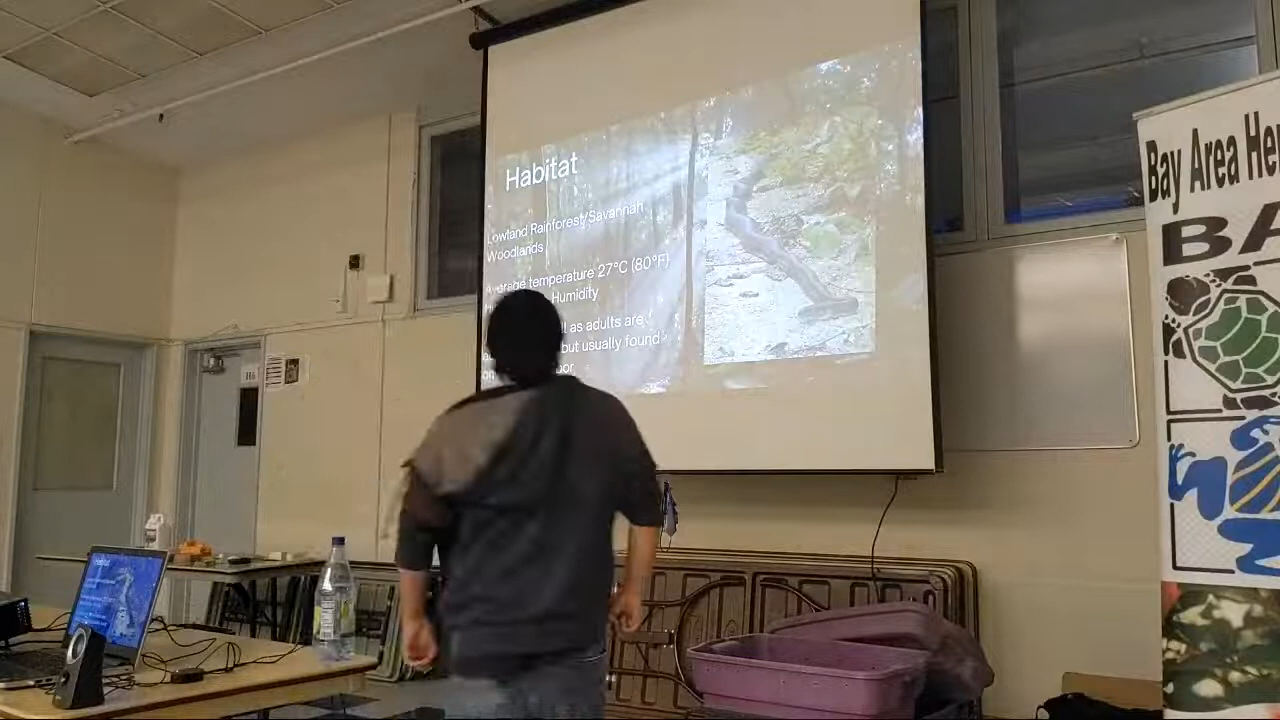 Habitat
Lowland Rainforest/Savannah
Woodlands
Average temperature 27°C (80°F)
Humidity
as adults are
but usually found
Bay Area
BA
Habitat